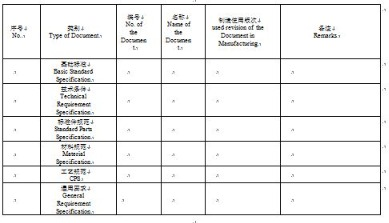 序号
No.
类别
Type of Document
编号
No. of
the
Documen
t
名称
Name of
the
Documen
t
制造使用版次
used revision of the
Document in
Manufacturing
备注
Remarks
基础标准
Basic Standard
Specification
技术条件
Technical
Requirement
Specification
标准件规范
Standard Parts
Specification
材料规范
Material
Specification
工艺规范
CPS
通用要求
General
Requirement
Specification